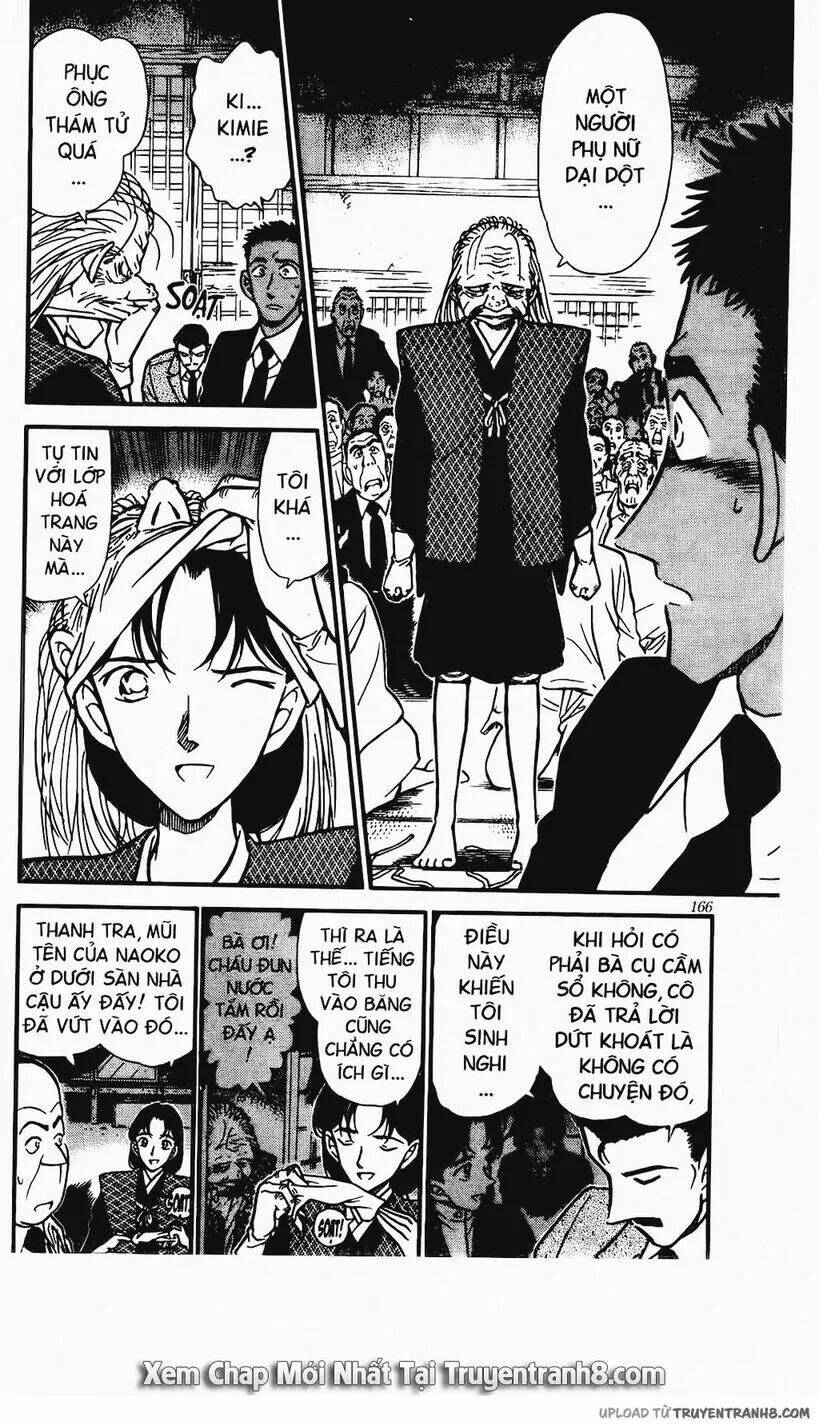 MỘT
NGƯỜI
PHỤ NỮ
DẠI DỘT
...
KI...
KIMIE
...?
PHỤC
ÔNG
THÁM TỬ
QUÁ
...
SOẠT
TÔI
KHÁ
...
TỰ TIN
VỚI LỚP
HOÁ
TRANG
NÀY
MÀ...
166
KHI HỎI CÓ
PHẢI BÀ CỤ CẦM
SỔ KHÔNG, CÔ
ĐÃ TRẢ LỜI
DỨT KHOÁT LÀ
KHÔNG CÓ
CHUYỆN ĐÓ,
ĐIỀU
NÀY
KHIẾN
TÔI
SINH
NGHI
...
THÌ RA LÀ
THẾ... TIẾNG
TÔI THU
VÀO BĂNG
CŨNG
CHẲNG CÓ
ÍCH GÌ...
BÀ ƠI!
CHÁU ĐUN
NƯỚC
TẮM RỒI
ĐẤY Ạ
!
SOẠT!
THANH TRA, MŨI
TÊN CỦA NAOKO
Ở DƯỚI SÀN NHÀ
CẬU ẤY ĐẤY! TÔI
ĐÃ VỨT VÀO ĐÓ...
SOẠT!
Xem Chap Mới Nhất Tại Truyentranh8.com
UPLOAD TỪ TRUYENTRANH8.COM